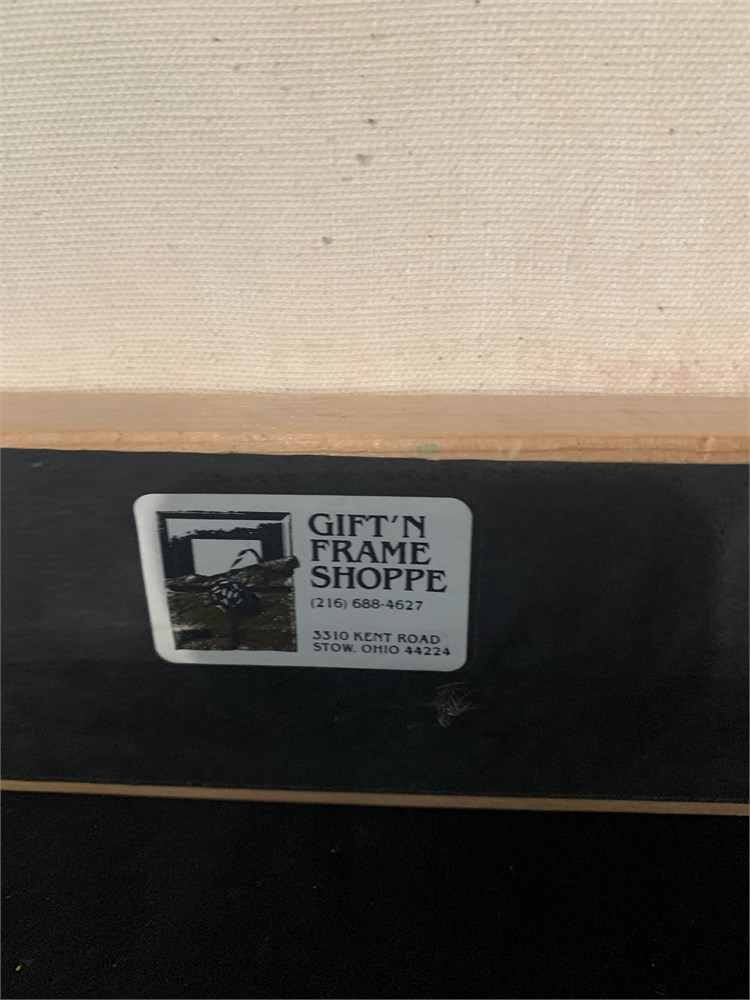 GIFT'N
FRAME
SHOPPE
(216) 688-4627
3310 KENT ROAD
STOW, OHIO 44224